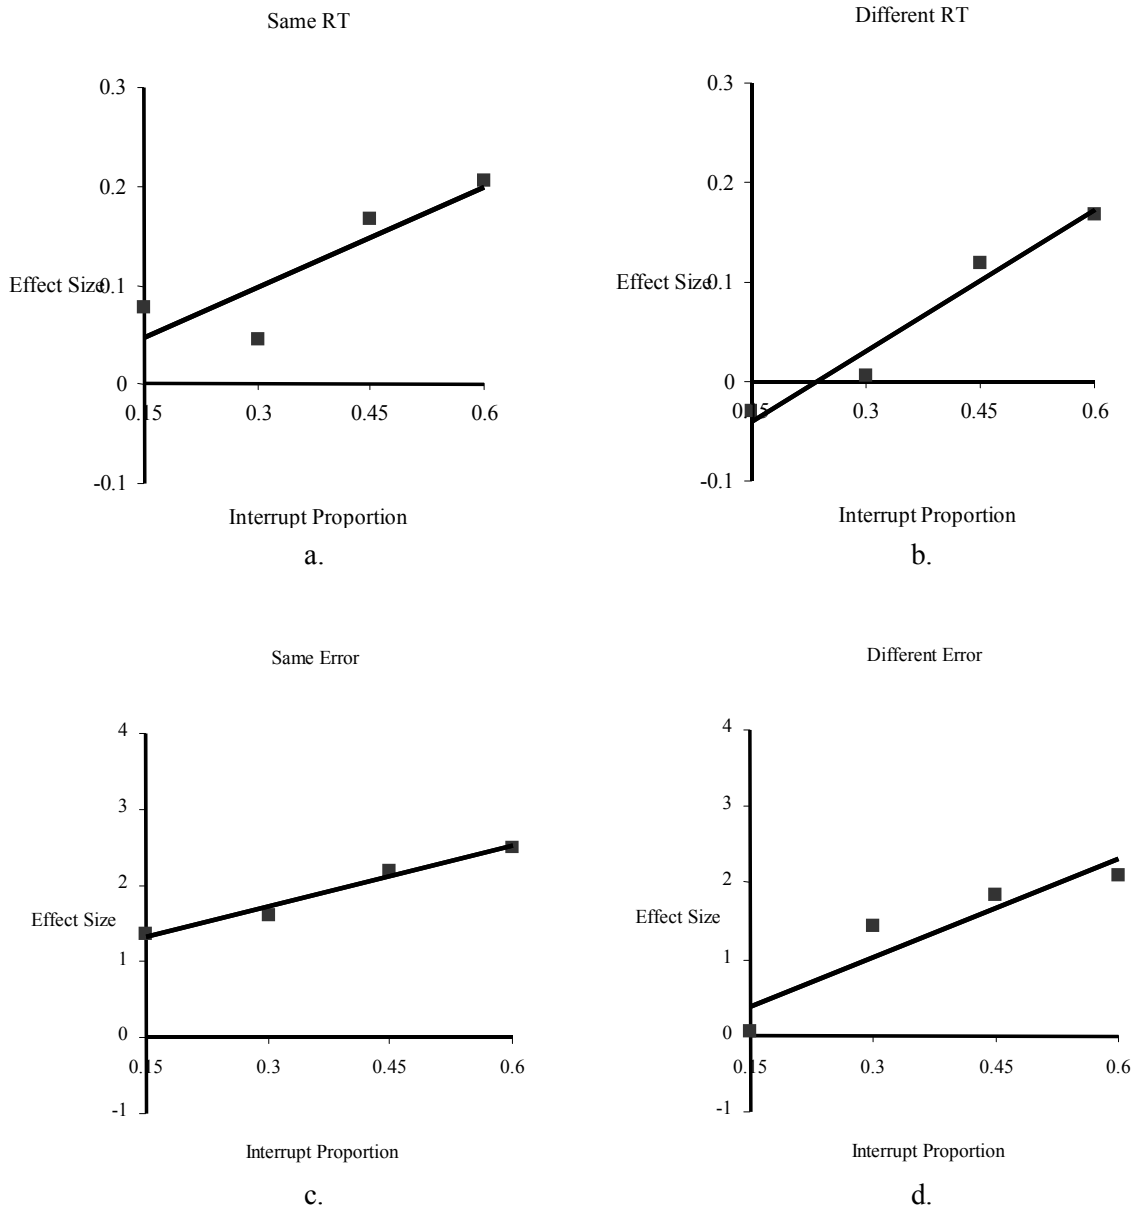 Same RT
0.3
0.2
Effect Size
0.1
0
-0.1
0.15 0.3 0.45 0.6
Interrupt Proportion
a.
Different RT
0.3
0.2
Effect Size
0.1
0
-0.1
0.15 0.3 0.45 0.6
Interrupt Proportion
b.
Same Error
4
3
2
Effect Size
1
0
-1
0.15 0.3 0.45 0.6
Interrupt Proportion
c.
Different Error
4
3
2
Effect Size
1
0
-1
0.15 0.3 0.45 0.6
Interrupt Proportion
d.